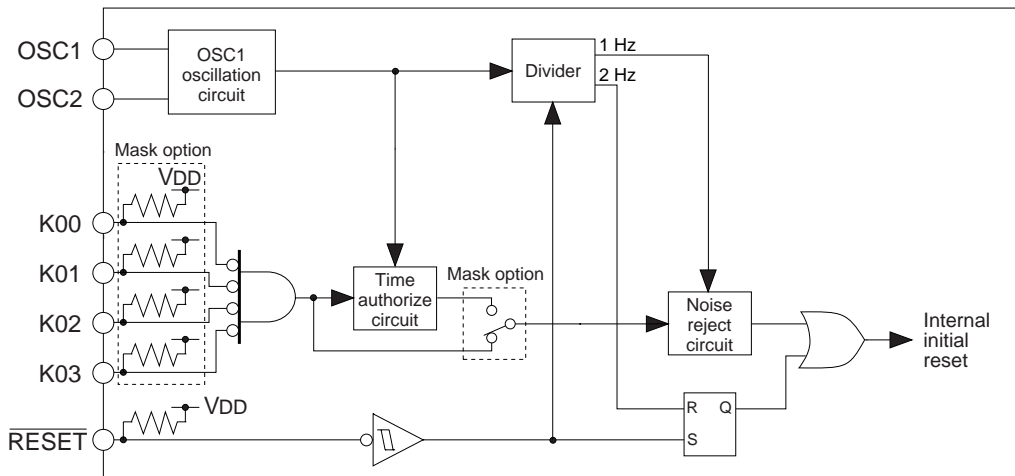 OSC1
OSC2
OSC1
oscillation
circuit
Divider
1 Hz
2 Hz
Mask option
VDD
K00
K01
K02
K03
Time
authorize
circuit
Mask option
Noise
reject
circuit
Internal
initial
reset
RESET
VDD
R Q
S